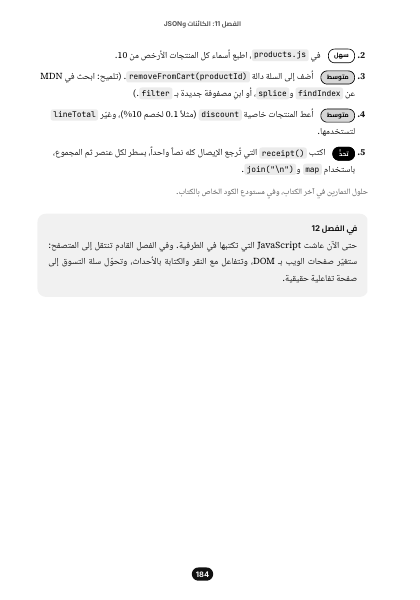 الفصل 11: الكائنات وJSON
2. سهل في products.js، اطبع أسماء كل المنتجات الأرخص من 10.
3. متوسط أضف إلى السلة دالة removeFromCart(productId). (تلميح: ابحث في MDN
عن findIndex و splice، أو ابنِ مصفوفة جديدة بـ filter.)
4. متوسط أعط المنتجات خاصية discount (مثلاً 0.1 لخصم 10%)، وغيّر lineTotal
لتستخدمها.
5. تحدٍّ اكتب receipt() التي تُرجع الإيصال كله نصاً واحداً، بسطر لكل عنصر ثم المجموع،
باستخدام map و join("\n").
حلول التمارين في آخر الكتاب، وفي مستودع الكود الخاص بالكتاب.
في الفصل 12
حتى الآن عاشت JavaScript التي تكتبها في الطرفية. وفي الفصل القادم تنتقل إلى المتصفح:
ستغيّر صفحات الويب بـ DOM، وتتفاعل مع النقر والكتابة بالأحداث، وتحوّل سلة التسوق إلى
صفحة تفاعلية حقيقية.
184